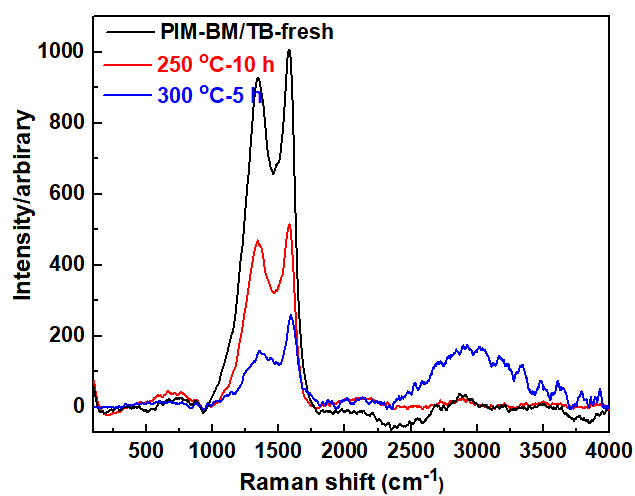 PIM-BM/TB-fresh
250 °C-10 h
300 °C-5 h
1000
800
600
400
200
0
Intensity/arbirary
500 1000 1500 2000 2500 3000 3500 4000
Raman shift (cm⁻¹)